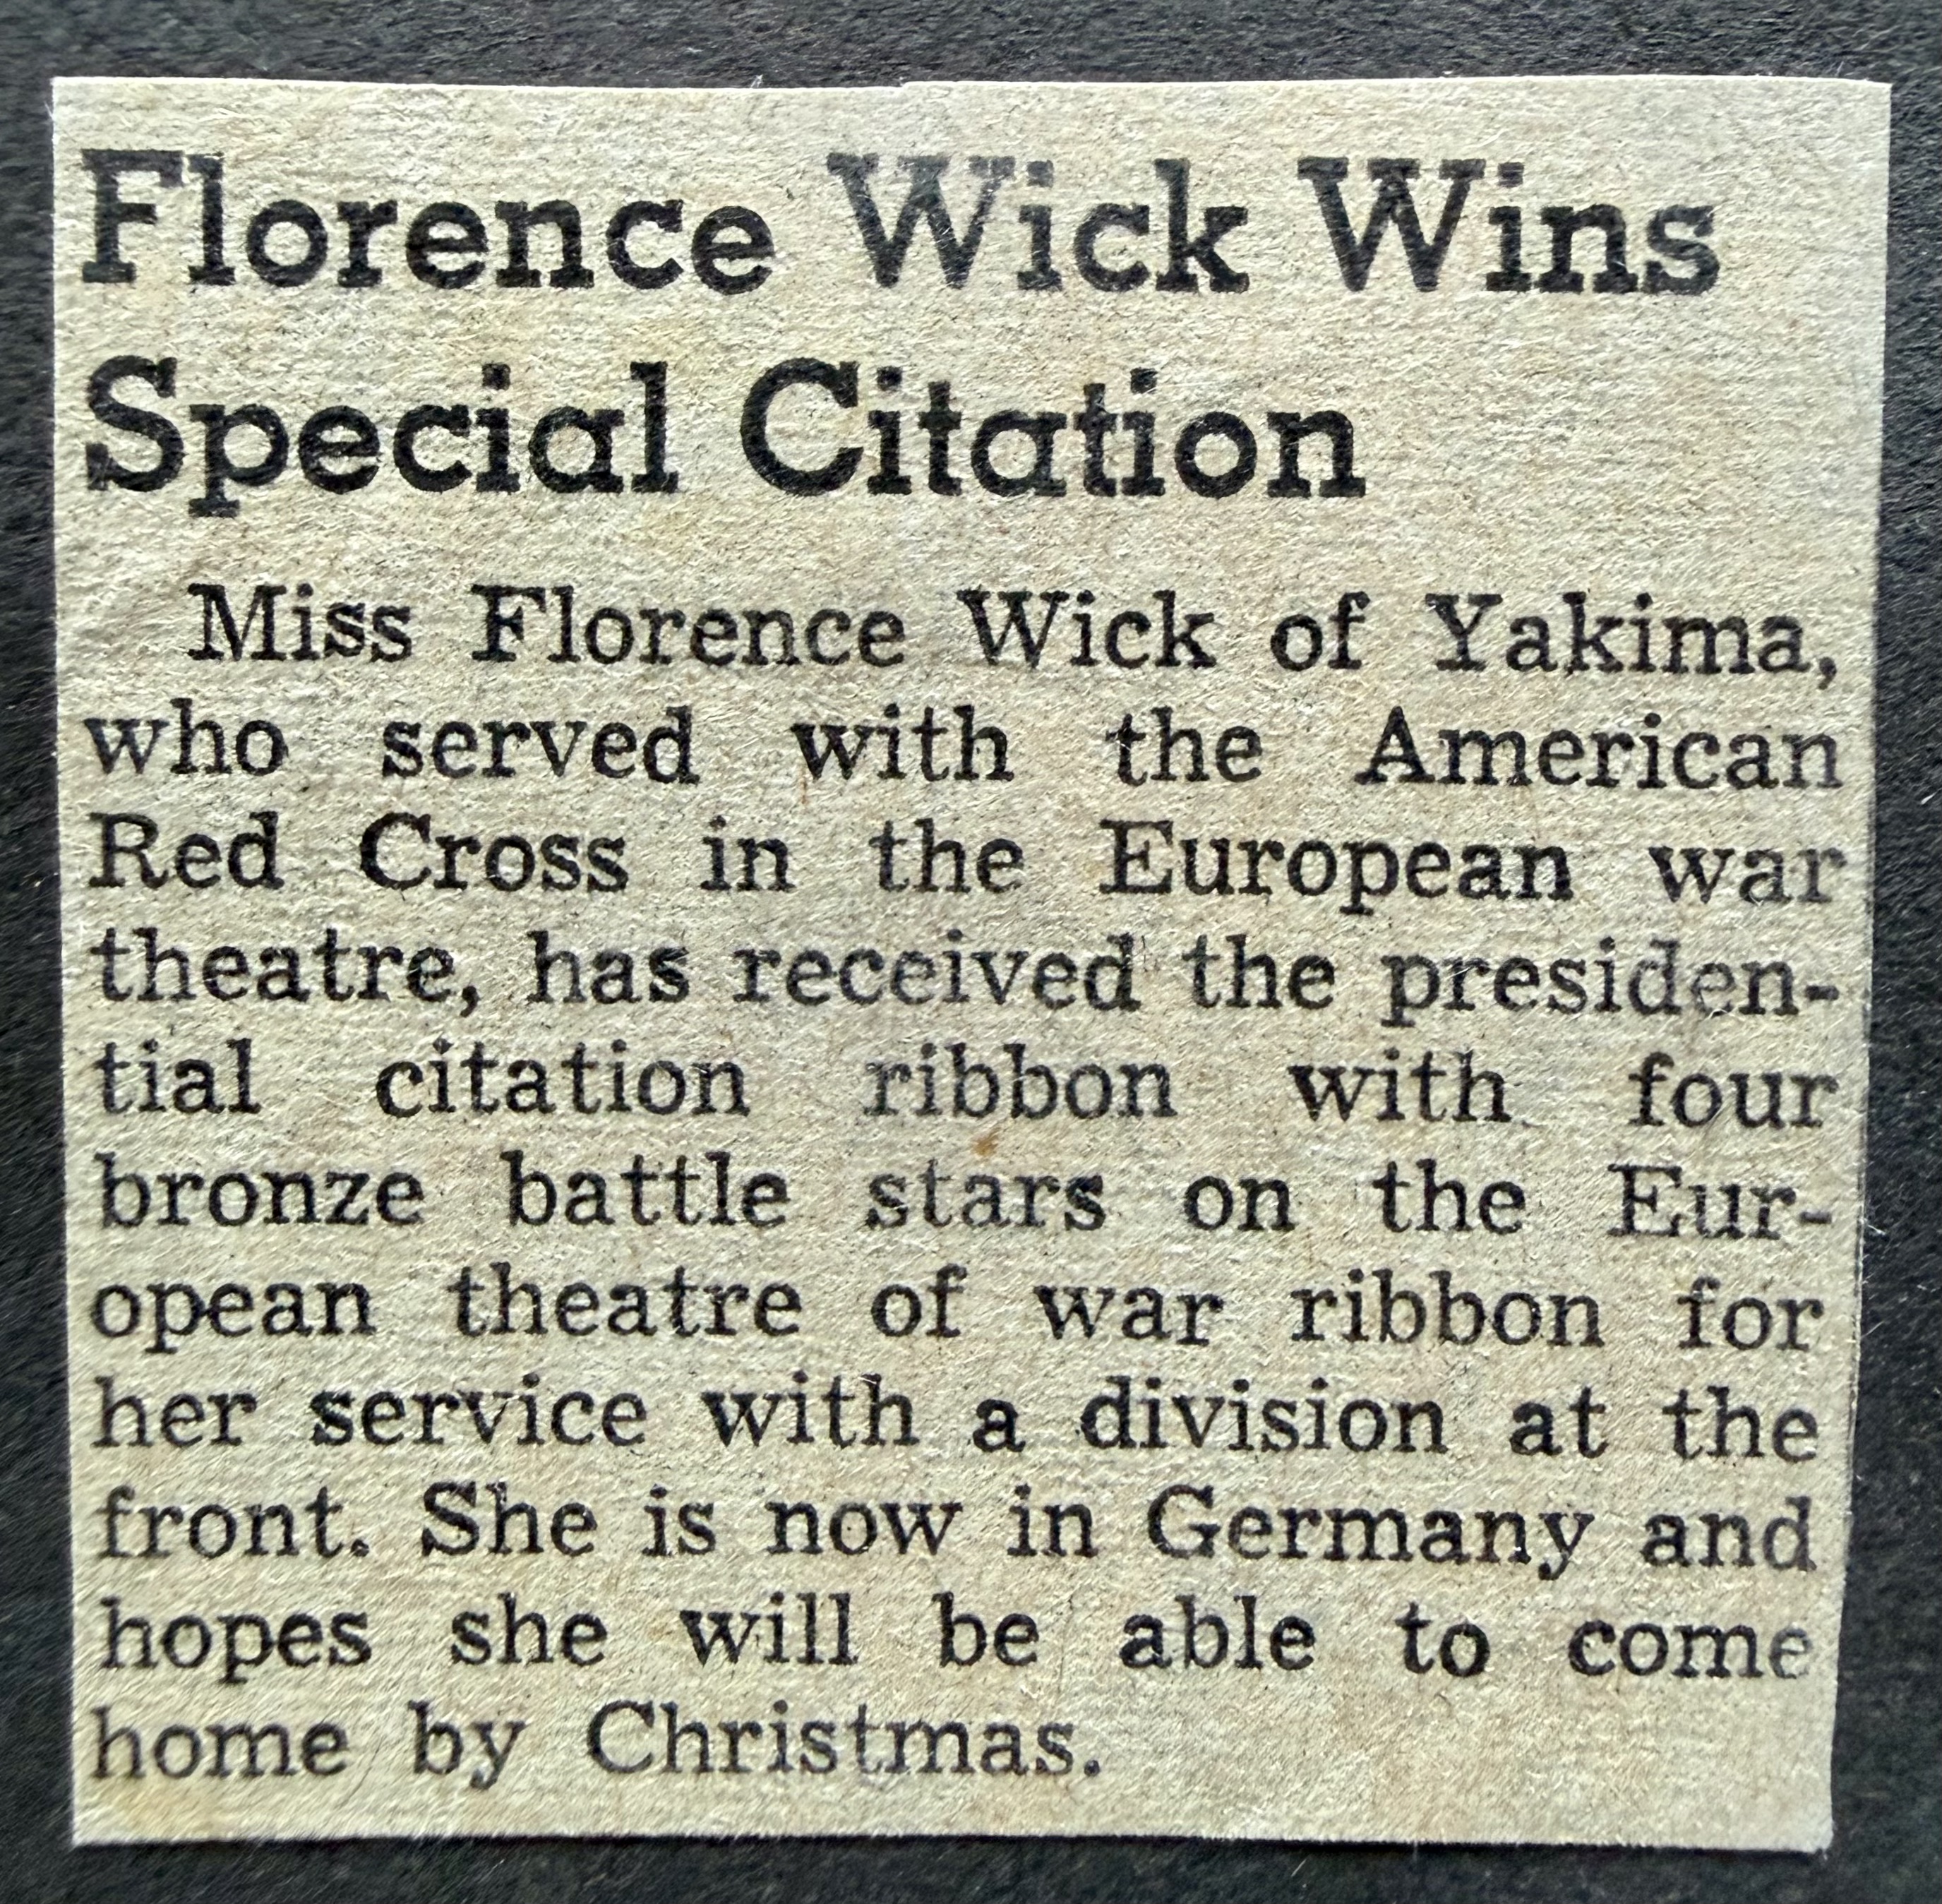 Florence Wick Wins
Special Citation
Miss Florence Wick of Yakima,
who served with the American
Red Cross in the European war
theatre, has received the presiden-
tial citation ribbon with four
bronze battle stars on the Eur-
opean theatre of war ribbon for
her service with a division at the
front. She is now in Germany and
hopes she will be able to come
home by Christmas.